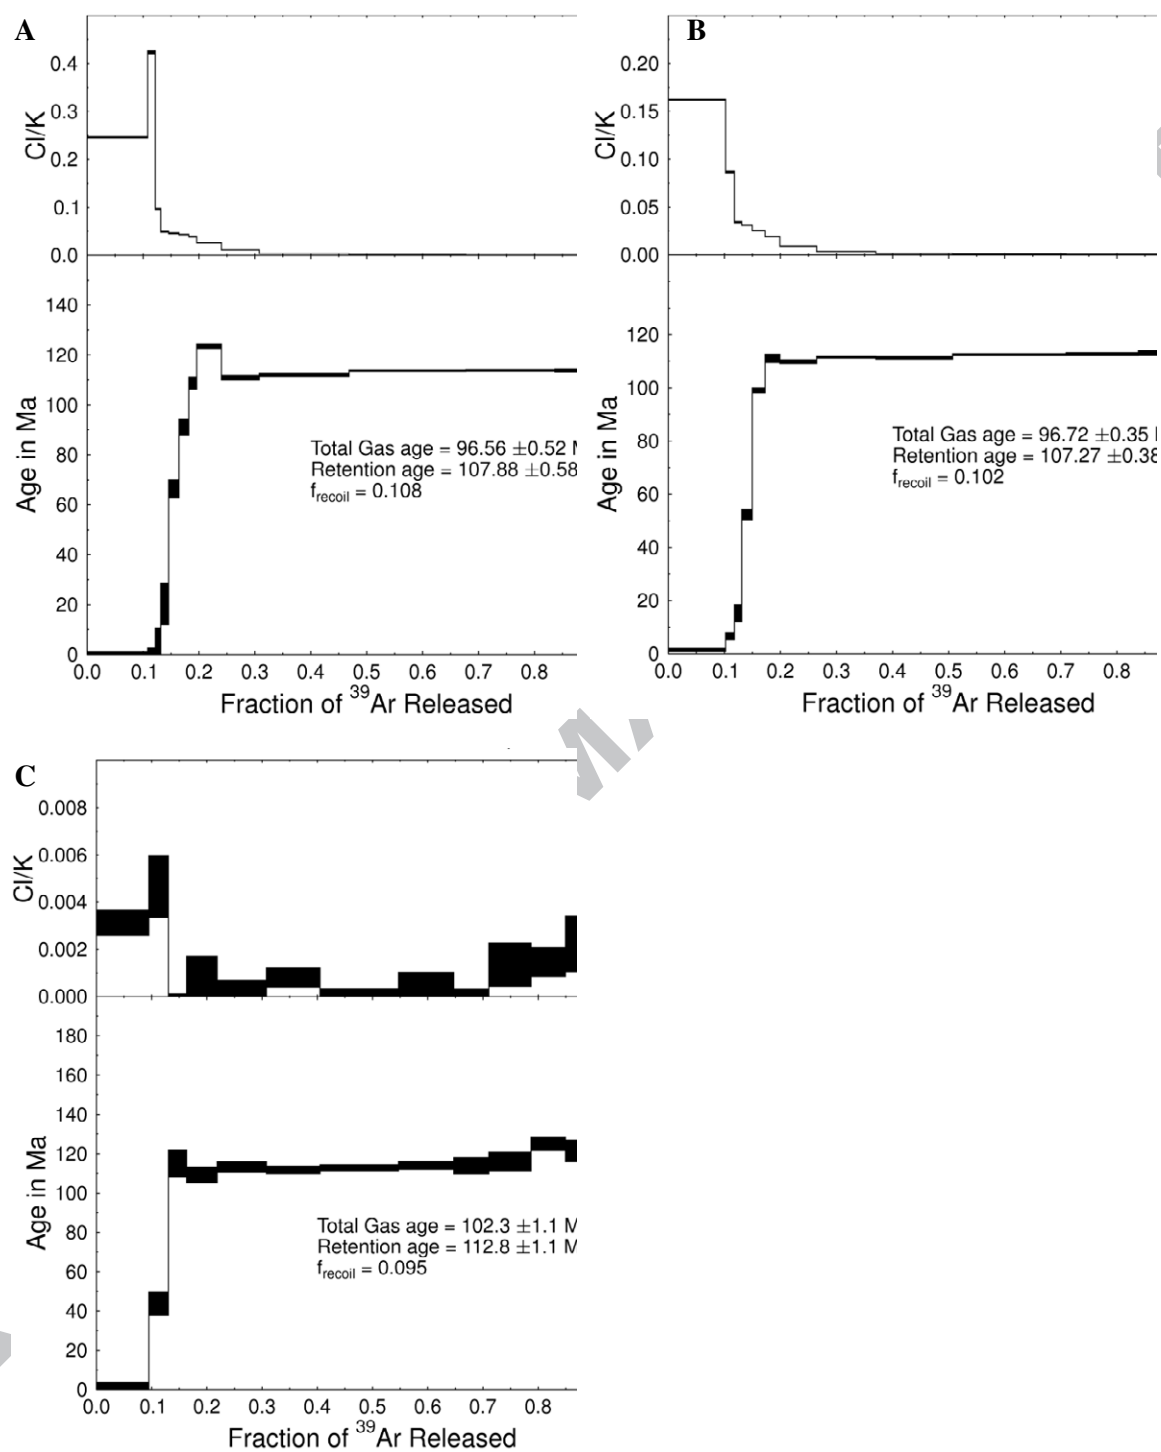 A
Cl/K
0.4
0.3
0.2
0.1
0.0
Age in Ma
140
120
100
80
60
40
20
0
Total Gas age = 96.56 ±0.52
Retention age = 107.88 ±0.58
f recoil = 0.108
0.0 0.1 0.2 0.3 0.4 0.5 0.6 0.7 0.8
Fraction of ³⁹Ar Released
B
Cl/K
0.20
0.15
0.10
0.05
0.00
Age in Ma
120
100
80
60
40
20
0
Total Gas age = 96.72 ±0.35
Retention age = 107.27 ±0.38
f recoil = 0.102
0.0 0.1 0.2 0.3 0.4 0.5 0.6 0.7 0.8
Fraction of ³⁹Ar Released
C
Cl/K
0.008
0.006
0.004
0.002
0.000
Age in Ma
180
160
140
120
100
80
60
40
20
0
Total Gas age = 102.3 ±1.1 M
Retention age = 112.8 ±1.1 M
f recoil = 0.095
0.0 0.1 0.2 0.3 0.4 0.5 0.6 0.7 0.8
Fraction of ³⁹Ar Released